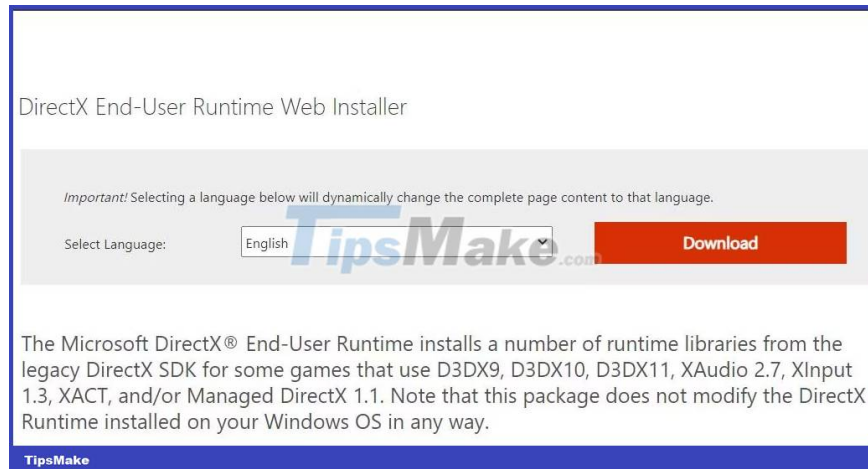 DirectX End-User Runtime Web Installer
Important! Selecting a language below will dynamically change the complete page content to that language.
Select Language:
English
Download
TipsMake.com
The Microsoft DirectX® End-User Runtime installs a number of runtime libraries from the
legacy DirectX SDK for some games that use D3DX9, D3DX10, D3DX11, XAudio 2.7, XInput
1.3, XACT, and/or Managed DirectX 1.1. Note that this package does not modify the DirectX
Runtime installed on your Windows OS in any way.
TipsMake